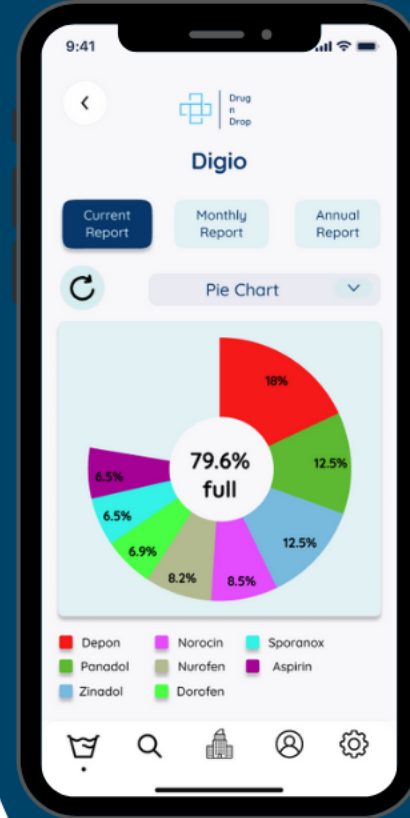 9:41
Drug
n
Drop
Digio
Current
Report
Monthly
Report
Annual
Report
Pie Chart
18%
12.5%
12.5%
8.5%
8.2%
6.9%
6.5%
6.5%
79.6%
full
Depon
Norocin
Sporanox
Panadol
Nurofen
Aspirin
Zinadol
Dorofen